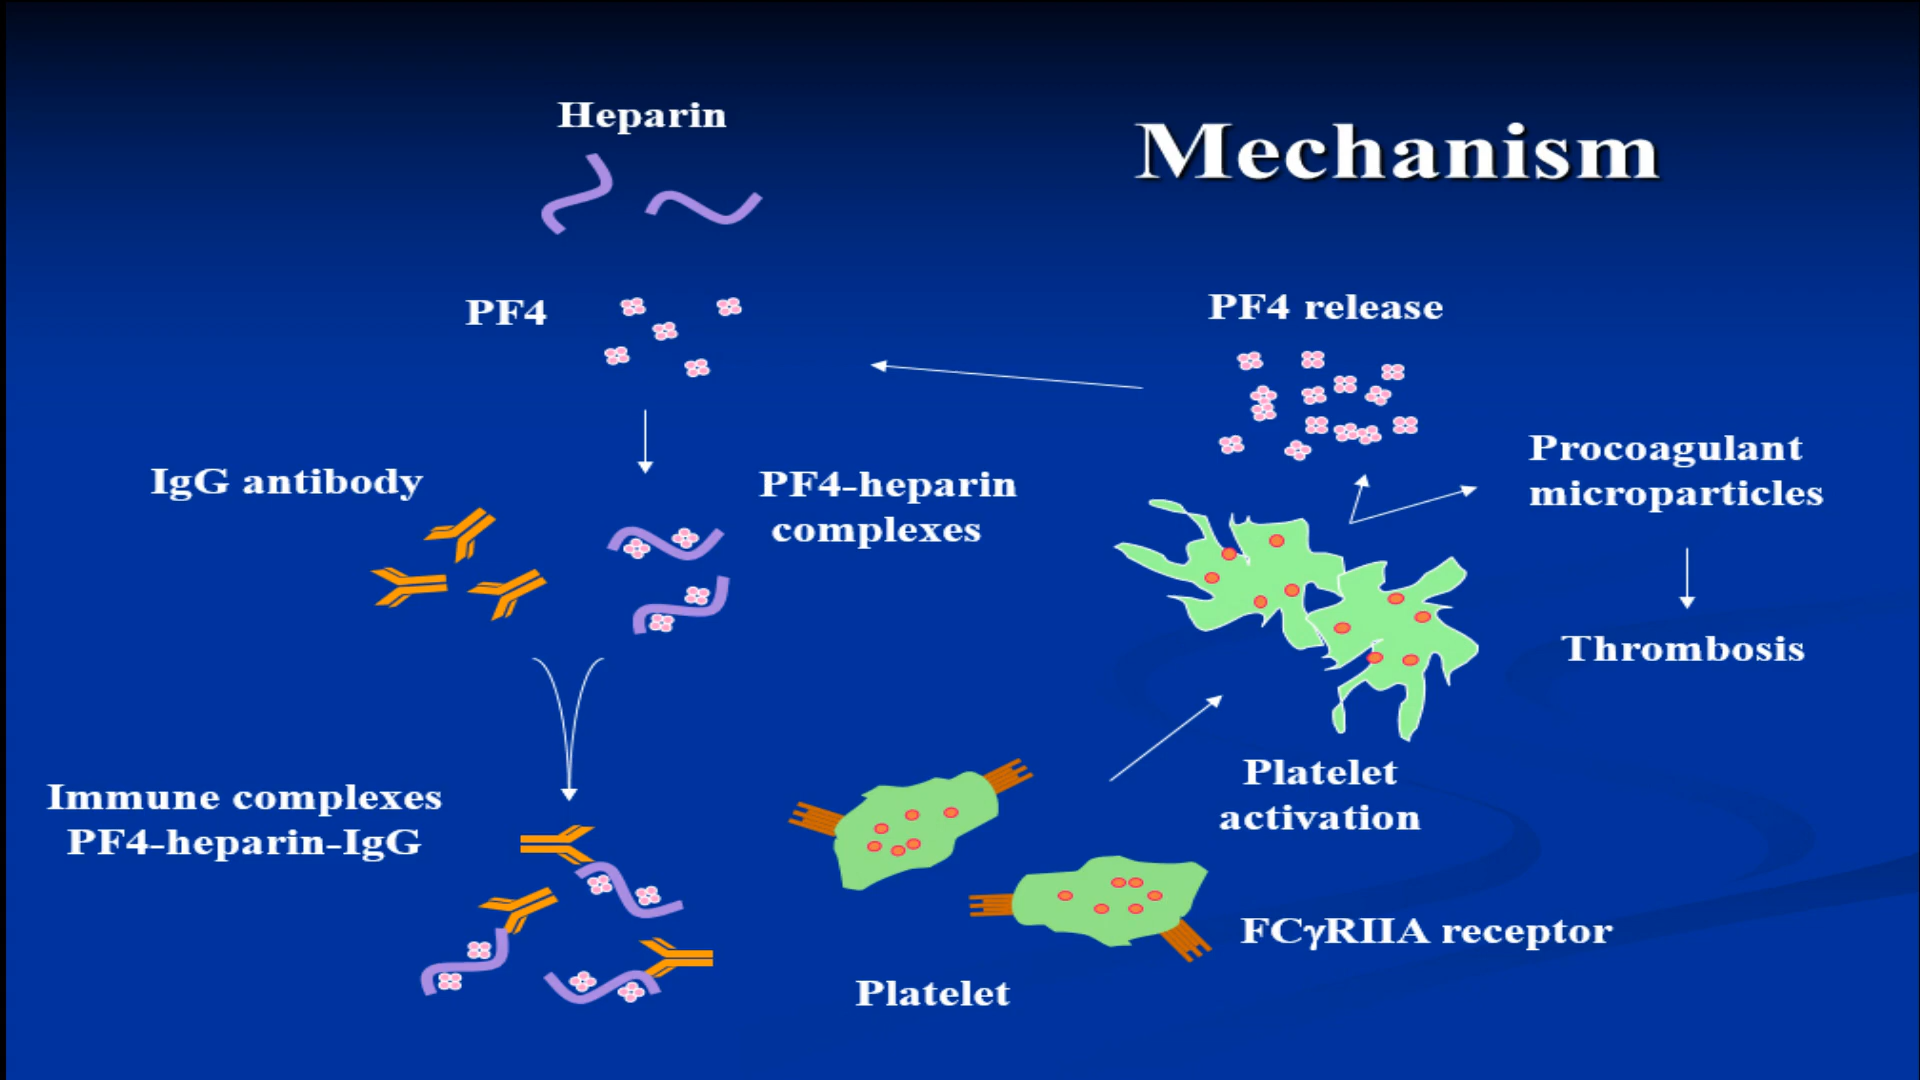 Heparin
Mechanism
PF4
PF4 release
IgG antibody
PF4-heparin
complexes
Procoagulant
microparticles
Thrombosis
Immune complexes
PF4-heparin-IgG
Platelet
activation
FCγRIIA receptor
Platelet